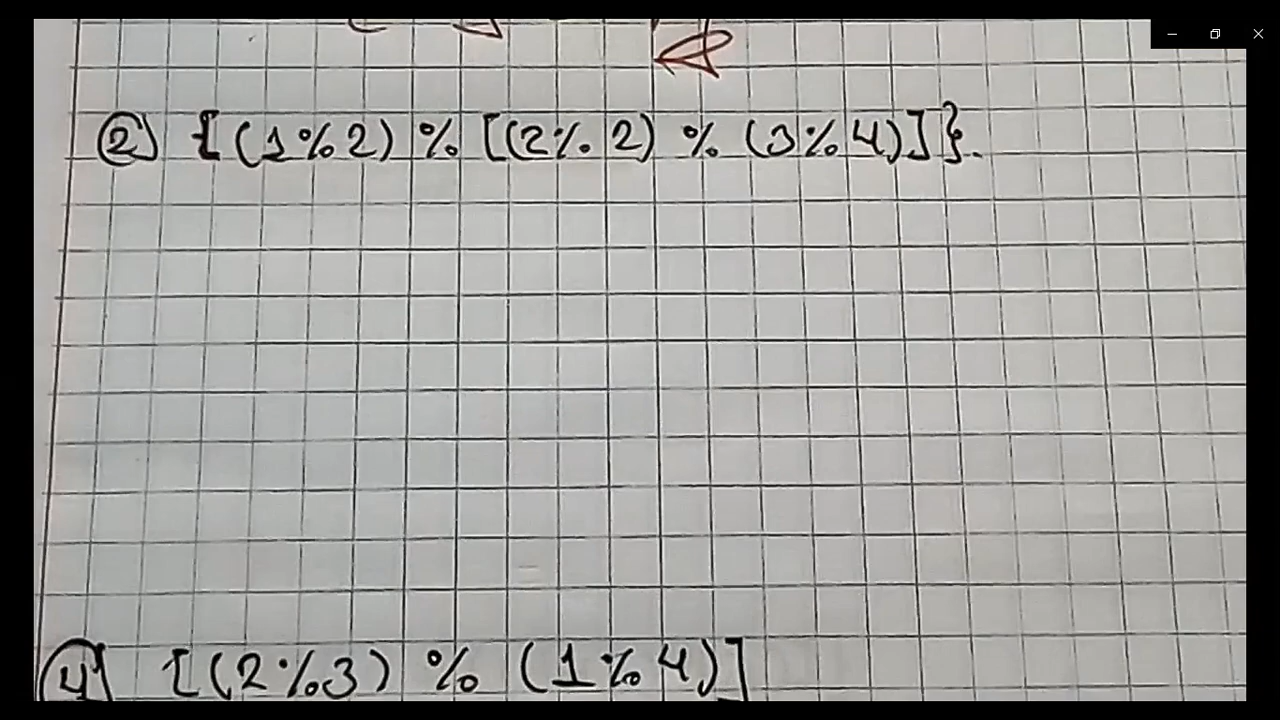 2) {(1%2) % [(2%2) % (3%4)]}.
4) [(2%3) % (1%4)]